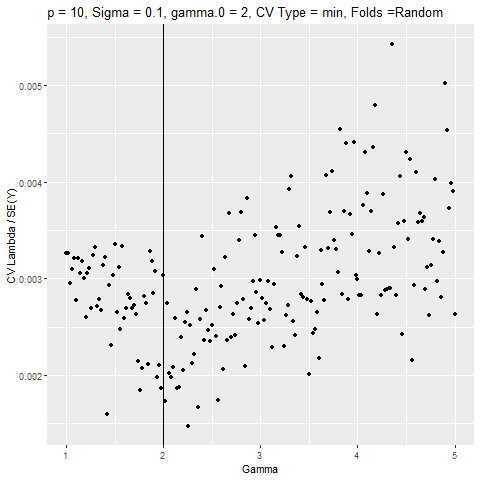 p = 10, Sigma = 0.1, gamma.0 = 2, CV Type = min, Folds =Random
0.005
0.004
0.003
0.002
CV Lambda / SE(Y)
1 2 3 4 5
Gamma